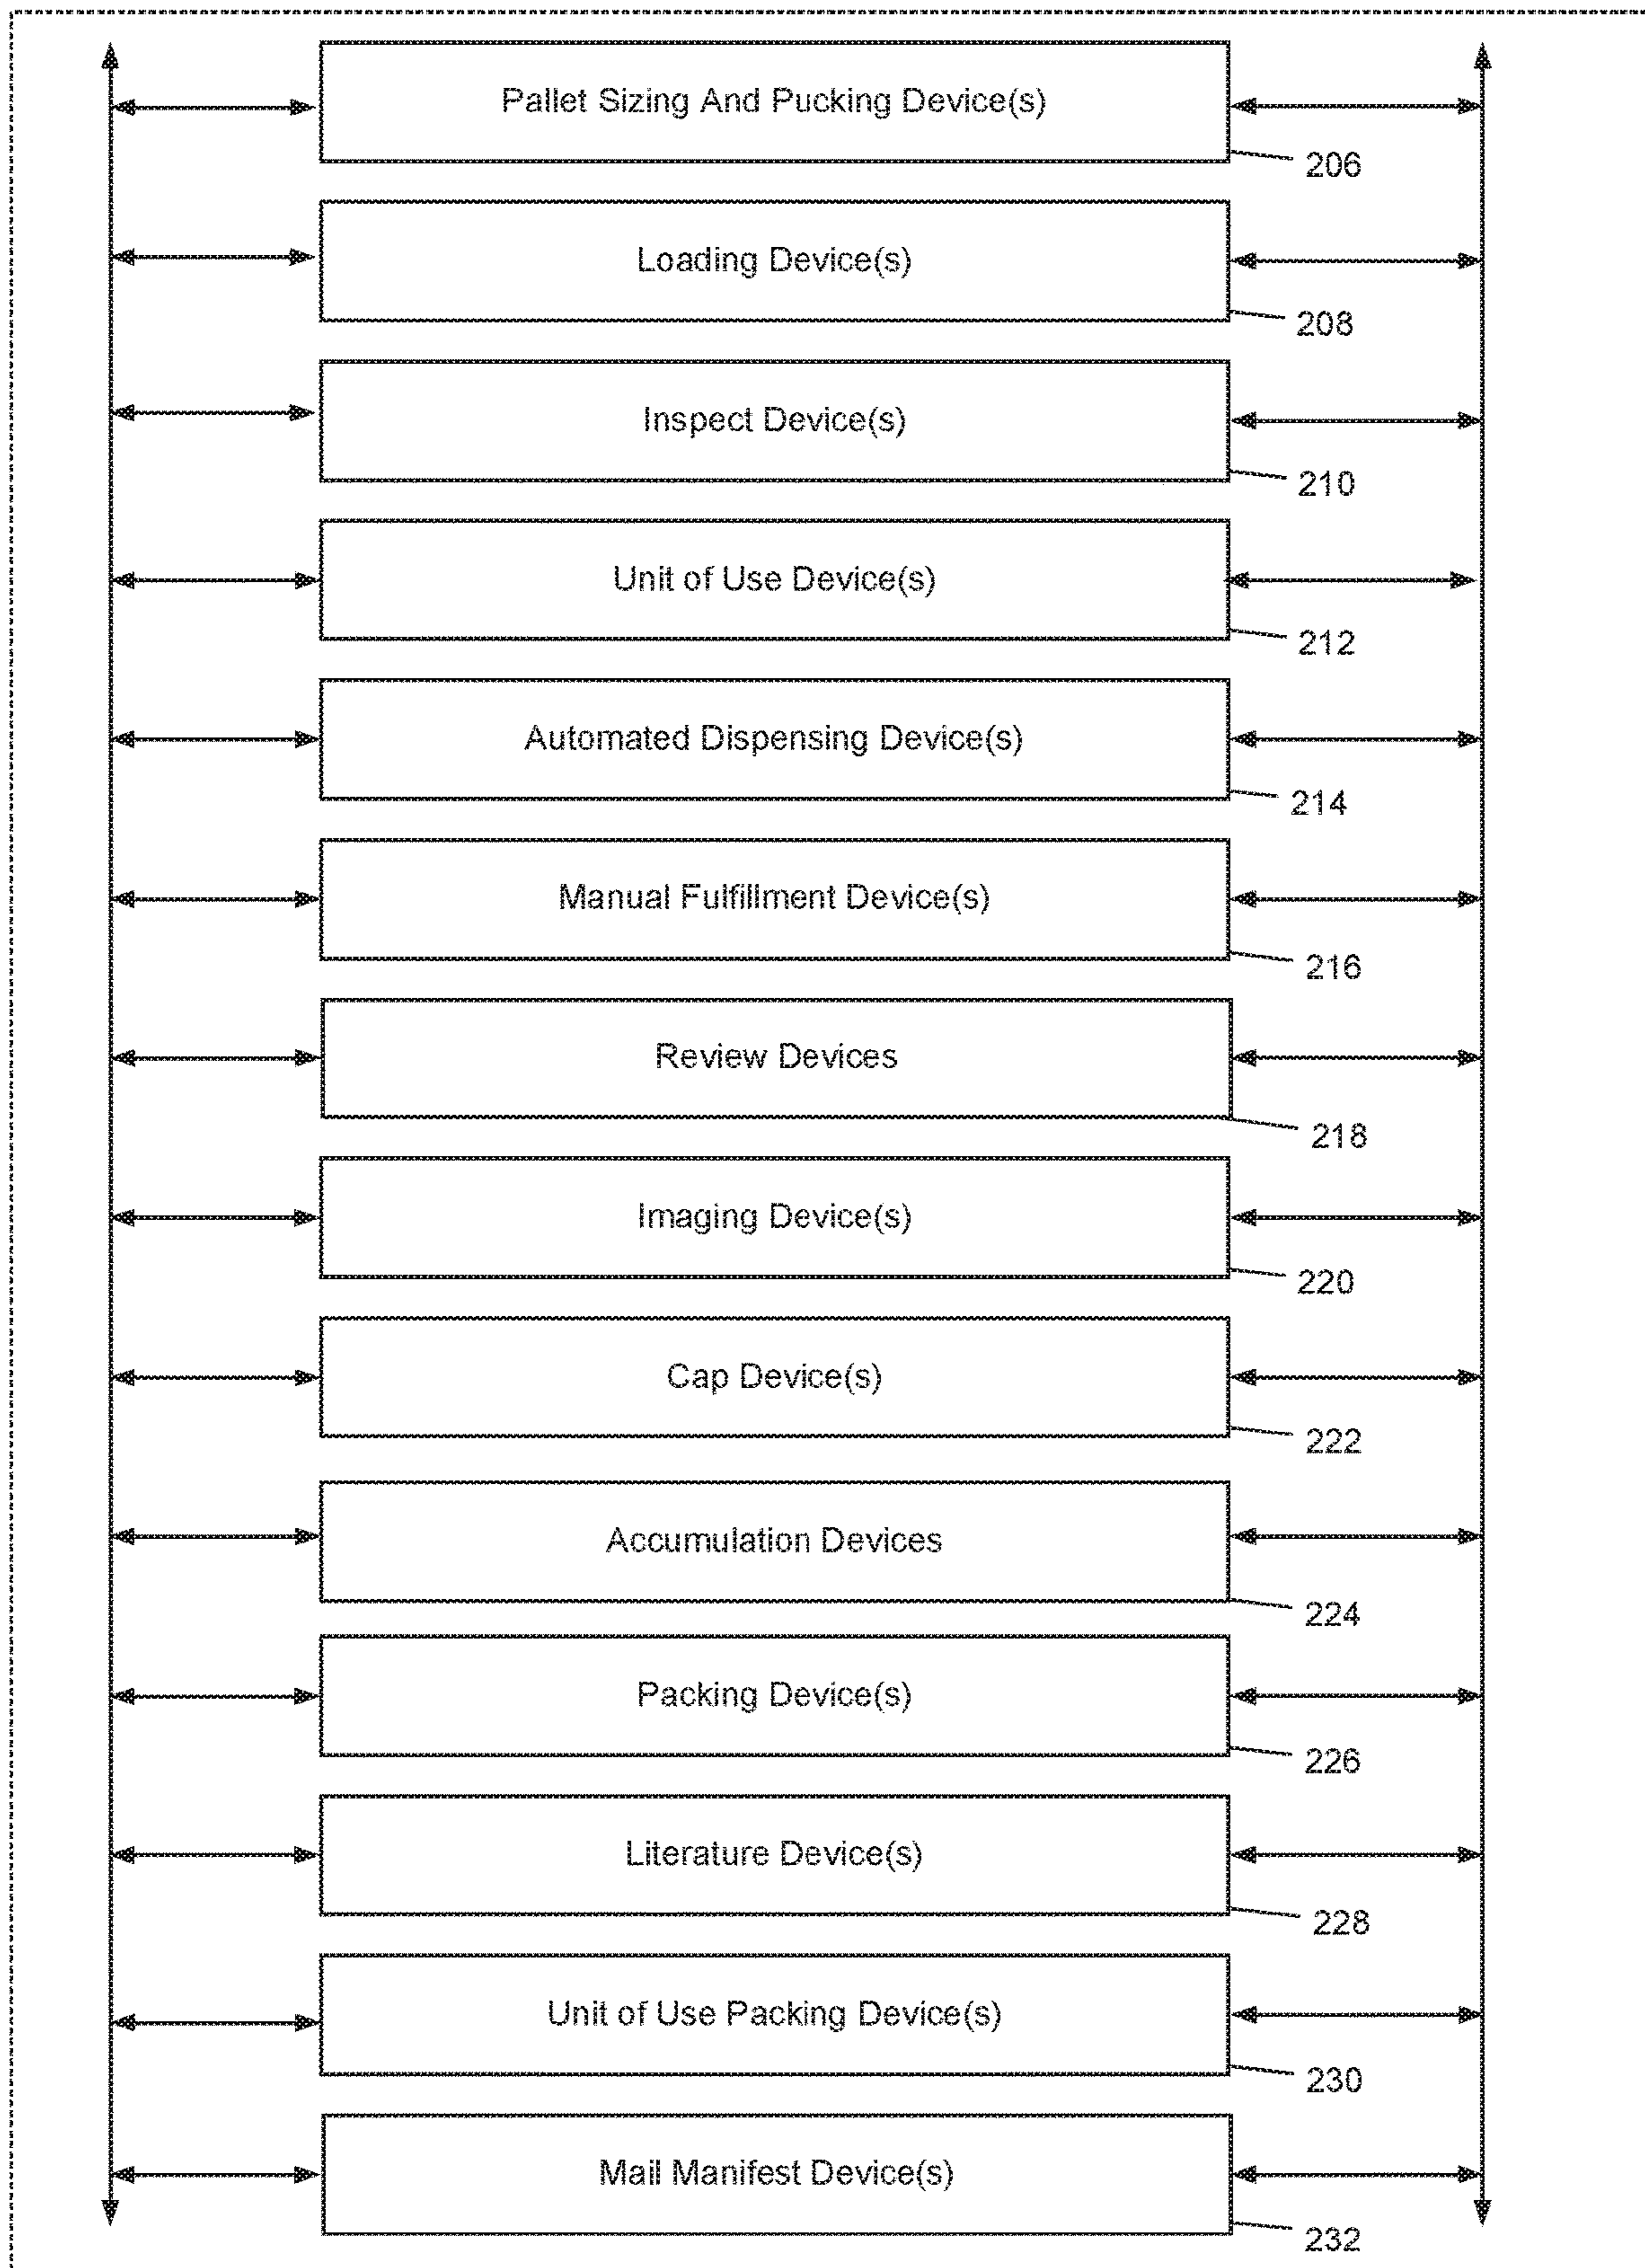 Pallet Sizing And Pucking Device(s)
206
Loading Device(s)
208
Inspect Device(s)
210
Unit of Use Device(s)
212
Automated Dispensing Device(s)
214
Manual Fulfillment Device(s)
216
Review Devices
218
Imaging Device(s)
220
Cap Device(s)
222
Accumulation Devices
224
Packing Device(s)
226
Literature Device(s)
228
Unit of Use Packing Device(s)
230
Mail Manifest Device(s)
232